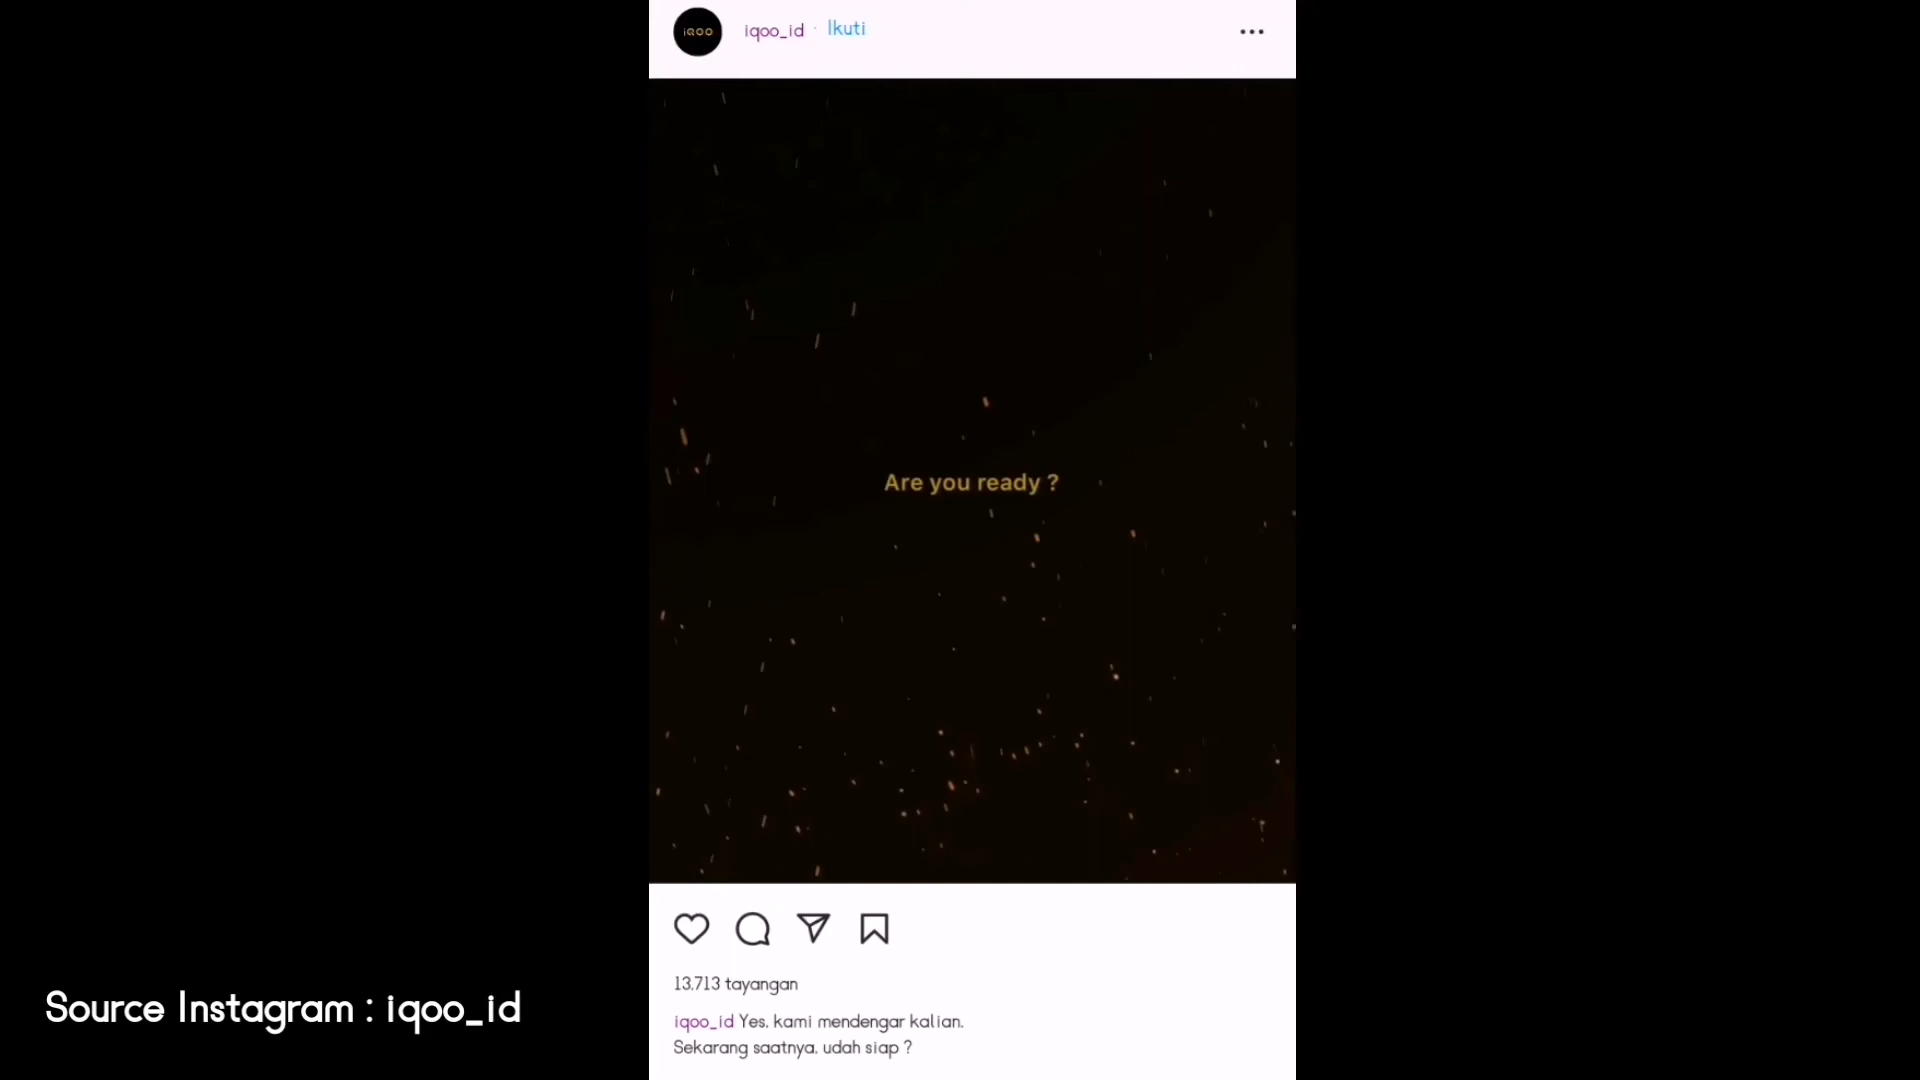 iqoo
iqoo_id · Ikuti
Are you ready ?
13.713 tayangan
iqoo_id Yes, kami mendengar kalian.
Sekarang saatnya, udah siap ?
Source Instagram : iqoo_id